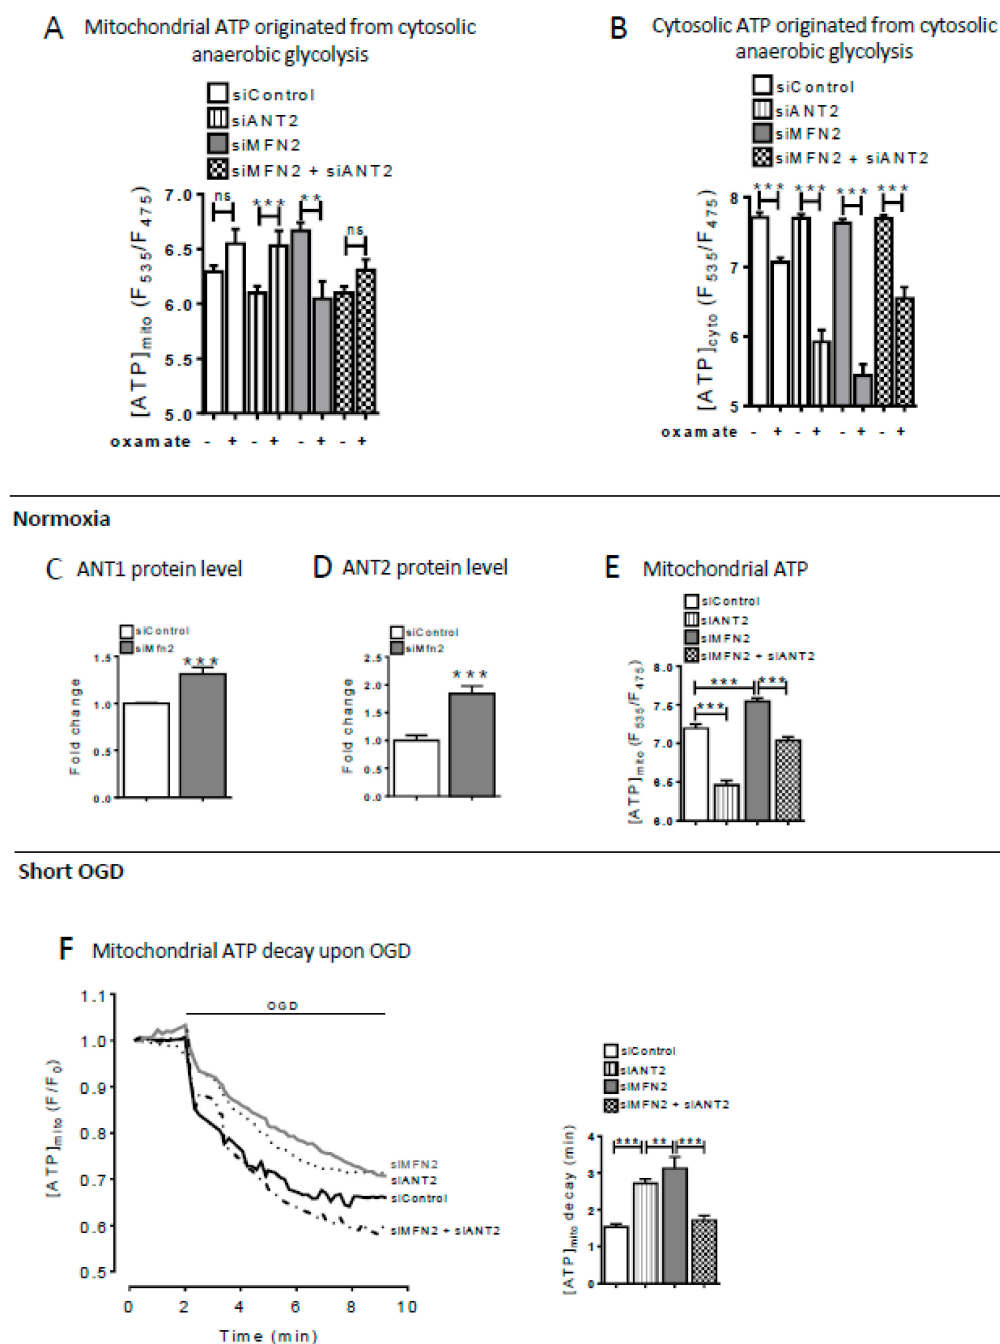 A Mitochondrial ATP originated from cytosolic
anaerobic glycolysis
siControl
siANT2
siMFN2
siMFN2 + siANT2
[ATP]mito (F535/F475)
7.0
6.5
6.0
5.5
5.0
ns
***
**
ns
oxamate - + - + - + - +
B Cytosolic ATP originated from cytosolic
anaerobic glycolysis
siControl
siANT2
siMFN2
siMFN2 + siANT2
[ATP]cyto (F535/F475)
8
7
6
5
***
***
***
***
oxamate - + - + - + - +
Normoxia
C ANT1 protein level
siControl
siMfn2
Fold change
1.5
1.0
0.5
0.0
***
D ANT2 protein level
siControl
siMfn2
Fold change
2.5
2.0
1.5
1.0
0.5
0.0
***
E Mitochondrial ATP
siControl
siANT2
siMFN2
siMFN2 + siANT2
[ATP]mito (F535/F475)
8.0
7.5
7.0
6.5
6.0
***
***
***
Short OGD
F Mitochondrial ATP decay upon OGD
[ATP]mito (F/F0)
1.1
1.0
0.9
0.8
0.7
0.6
0.5
OGD
siMFN2
siANT2
siControl
siMFN2 + siANT2
0 2 4 6 8 10
Time (min)
siControl
siANT2
siMFN2
siMFN2 + siANT2
[ATP]mito decay (min)
4
3
2
1
0
***
**
***